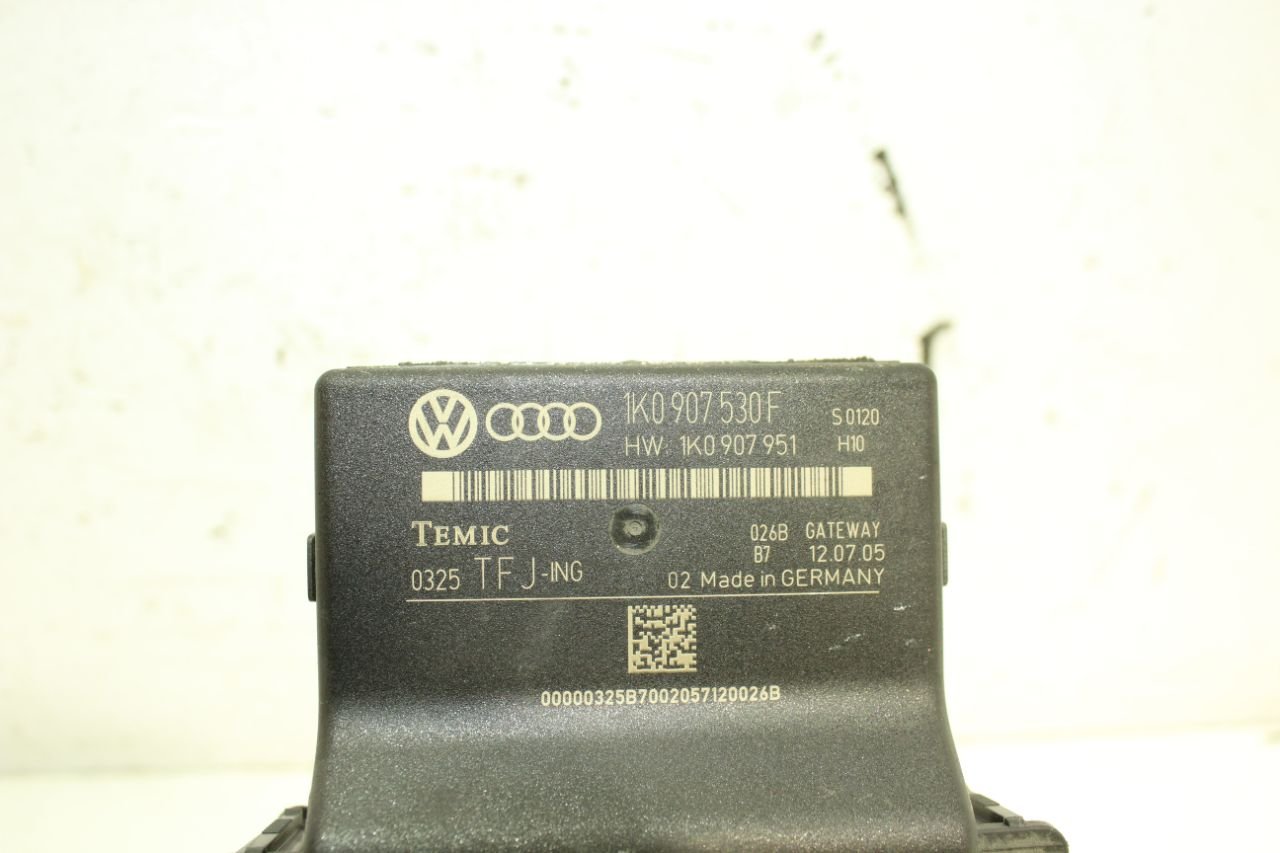 1K0 907 530 F S 0120
HW: 1K0 907 951 H10
TEMIC 026B GATEWAY
B7 12.07.05
0325 TFJ-ING 02 Made in GERMANY
00000325B7002057120026B